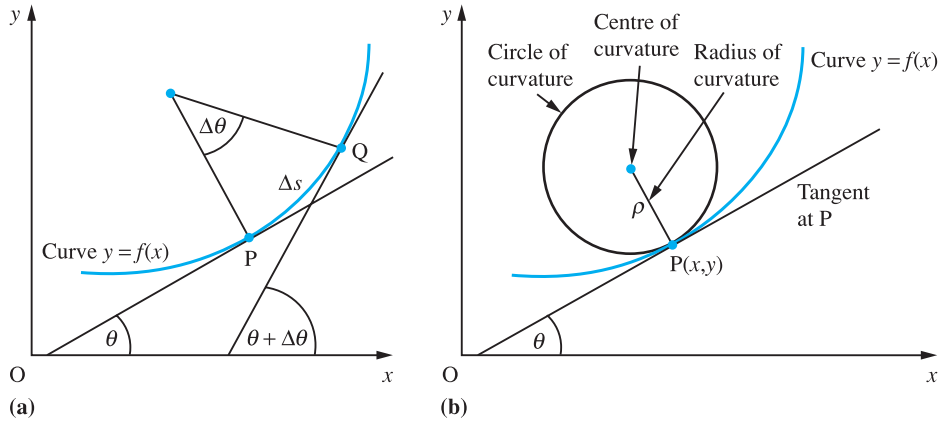 y
Δθ
Q
Δs
Curve y = f(x)
P
θ
θ + Δθ
O
x
(a)
y
Centre of
curvature
Circle of
curvature
Radius of
curvature
Curve y = f(x)
ρ
Tangent
at P
P(x,y)
θ
O
x
(b)